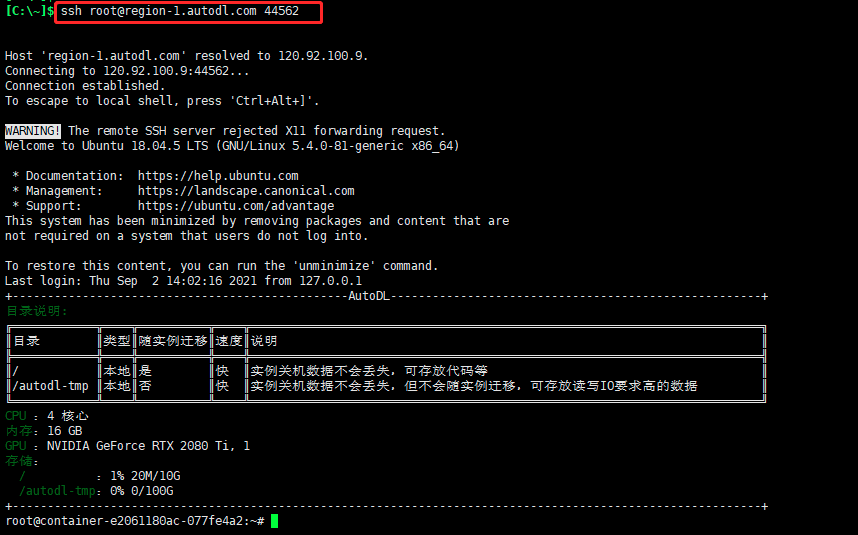 [C:\~]$ ssh root@region-1.autodl.com 44562
Host 'region-1.autodl.com' resolved to 120.92.100.9.
Connecting to 120.92.100.9:44562...
Connection established.
To escape to local shell, press 'Ctrl+Alt+]'.
WARNING! The remote SSH server rejected X11 forwarding request.
Welcome to Ubuntu 18.04.5 LTS (GNU/Linux 5.4.0-81-generic x86_64)
* Documentation:  https://help.ubuntu.com
* Management:     https://landscape.canonical.com
* Support:        https://ubuntu.com/advantage
This system has been minimized by removing packages and content that are
not required on a system that users do not log into.
To restore this content, you can run the 'unminimize' command.
Last login: Thu Sep  2 14:02:16 2021 from 127.0.0.1
+------------------------------------------------AutoDL-----------------------------------------------------+
目录说明:
目录 类型 随实例迁移 速度 说明
/ 本地 是 快 实例关机数据不会丢失，可存放代码等
/autodl-tmp 本地 否 快 实例关机数据不会丢失，但不会随实例迁移，可存放读写IO要求高的数据
CPU ：4 核心
内存：16 GB
GPU ：NVIDIA GeForce RTX 2080 Ti, 1
存储：
/ ：1% 20M/10G
/autodl-tmp：0% 0/100G
+-----------------------------------------------------------------------------------------------------------+
root@container-e2061180ac-077fe4a2:~#